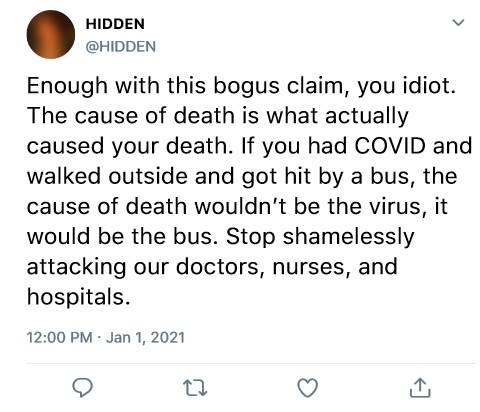 HIDDEN
@HIDDEN
Enough with this bogus claim, you idiot.
The cause of death is what actually
caused your death. If you had COVID and
walked outside and got hit by a bus, the
cause of death wouldn’t be the virus, it
would be the bus. Stop shamelessly
attacking our doctors, nurses, and
hospitals.
12:00 PM · Jan 1, 2021